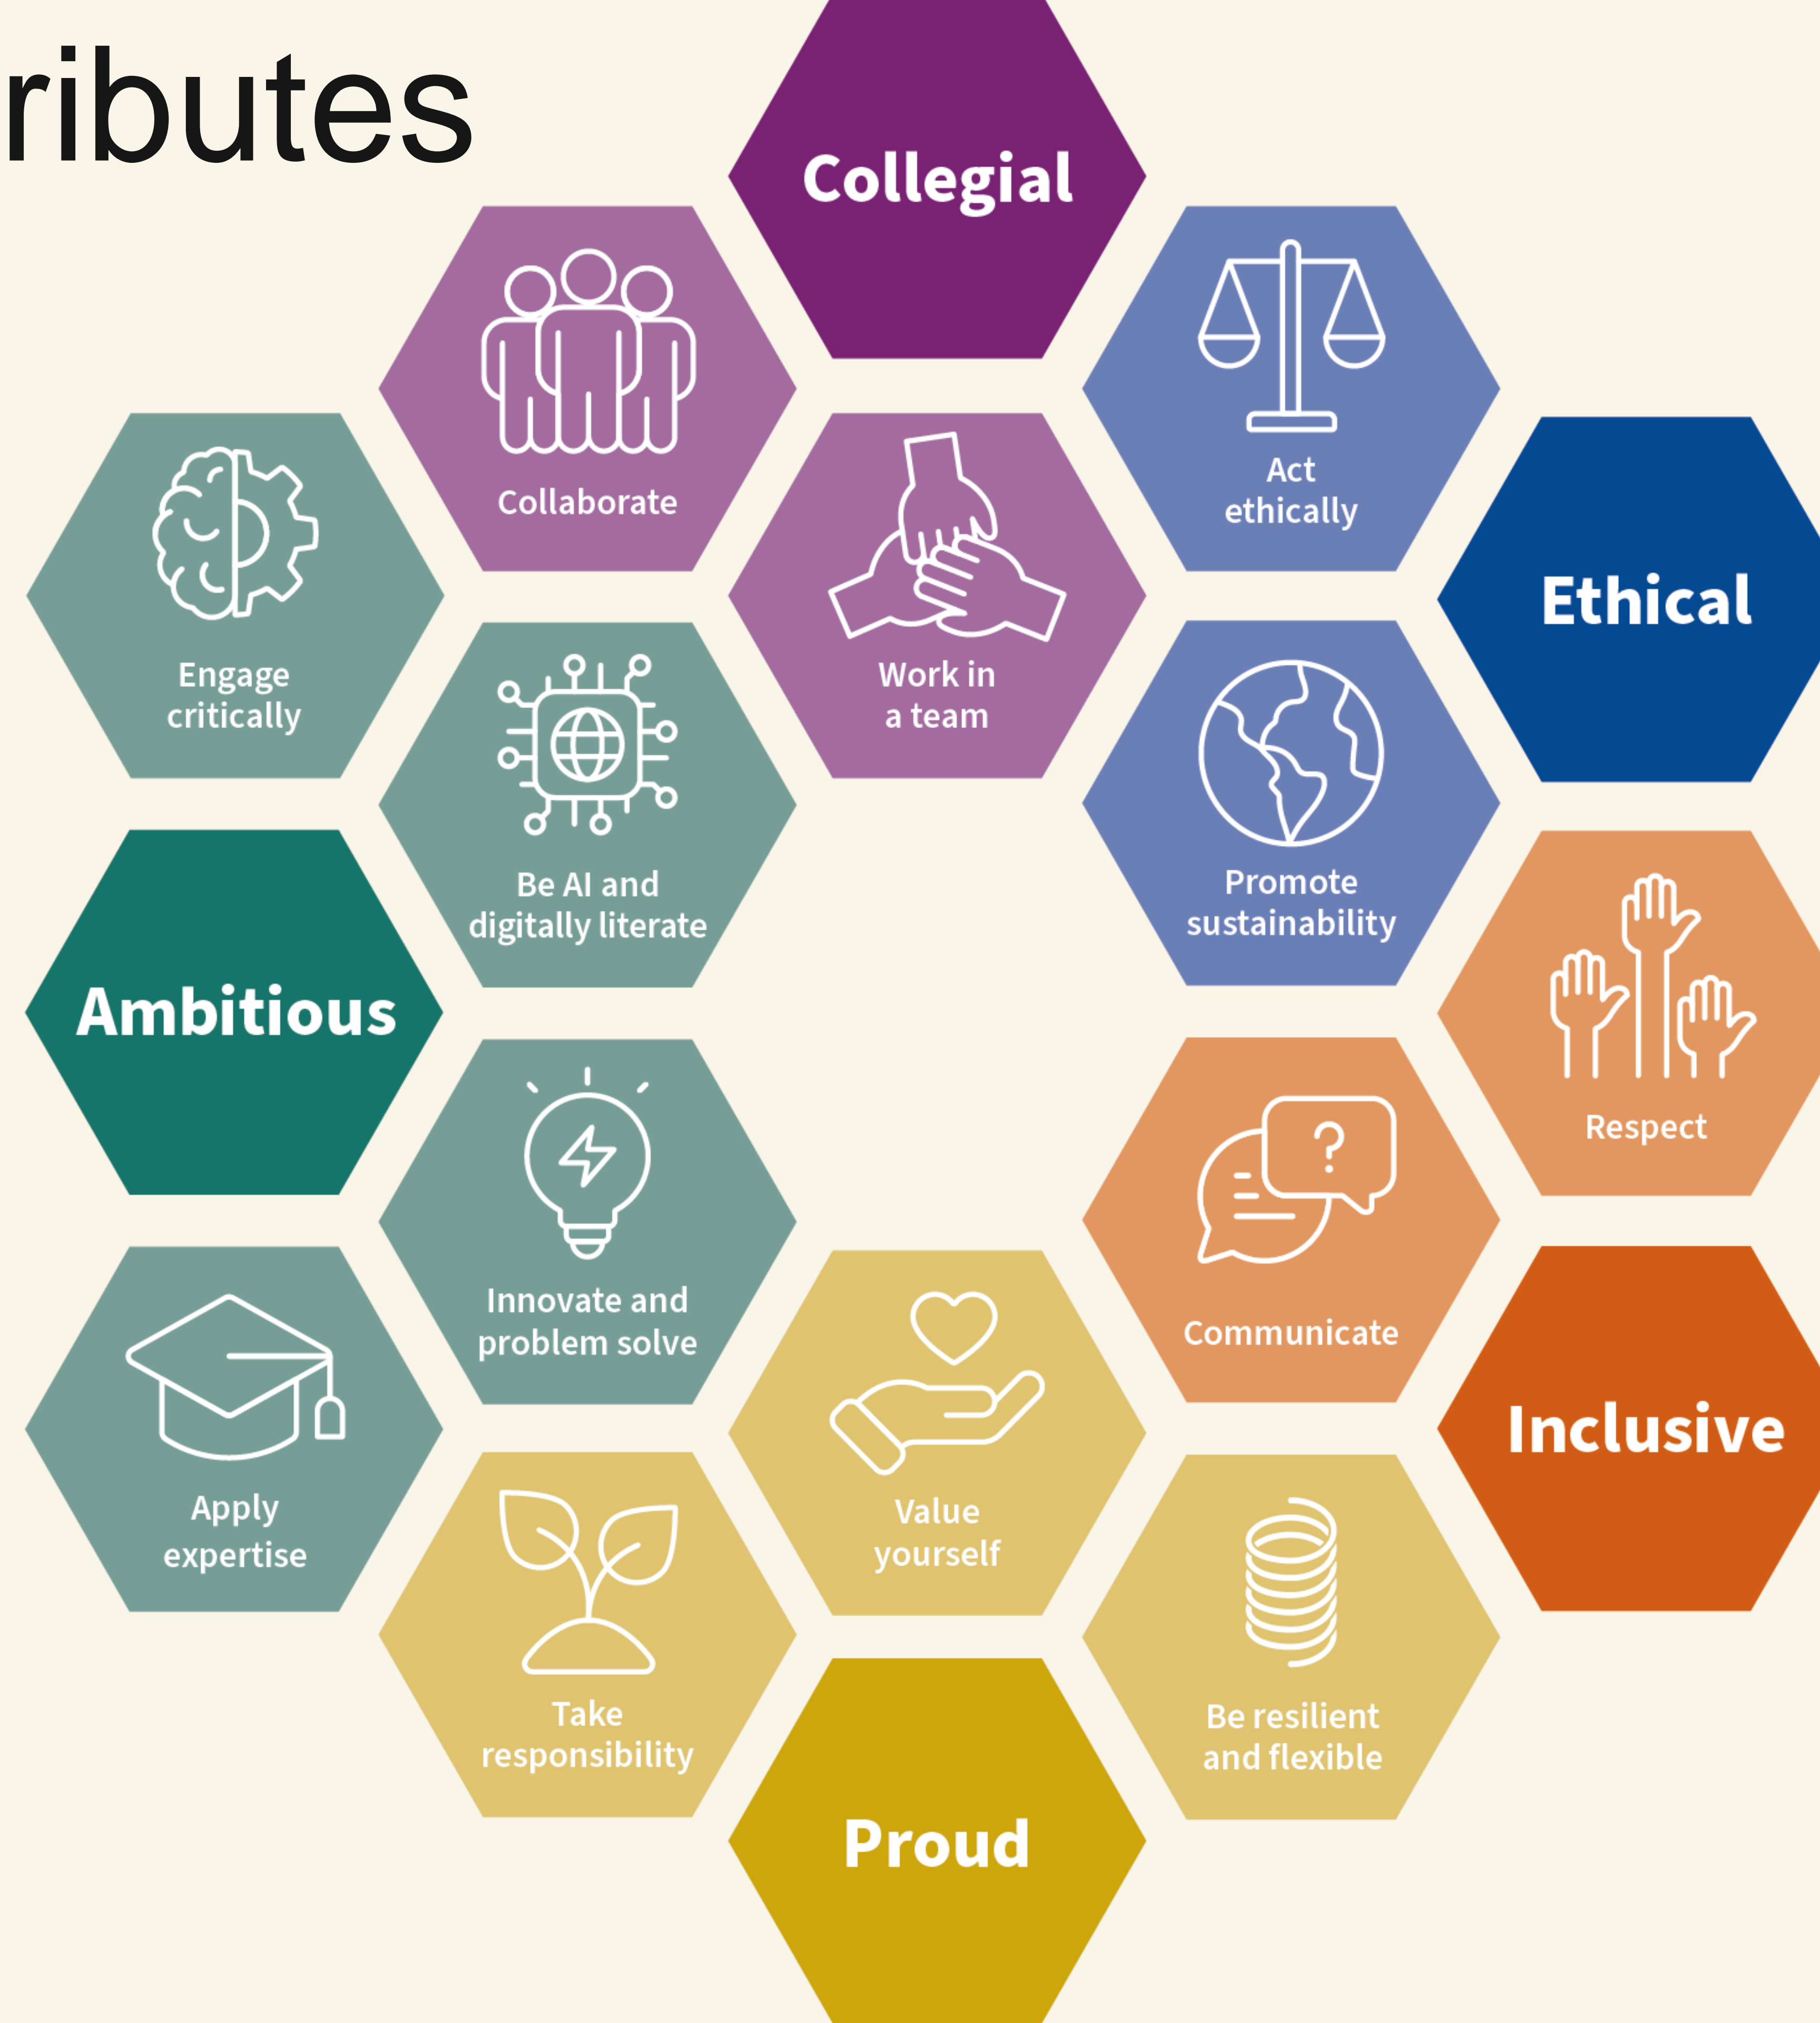 ributes
Collegial
Collaborate
Act
ethically
Engage
critically
Work in
a team
Ethical
Be AI and
digitally literate
Promote
sustainability
Ambitious
Respect
Innovate and
problem solve
Communicate
Apply
expertise
Value
yourself
Inclusive
Take
responsibility
Be resilient
and flexible
Proud